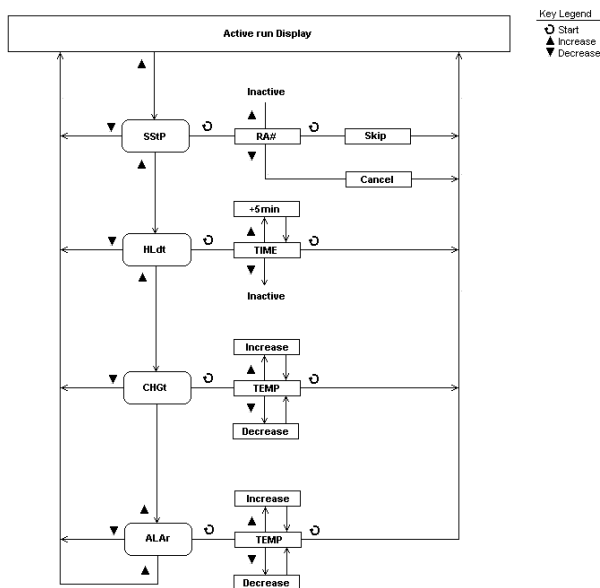 Key Legend
Start
Increase
Decrease
Active run Display
Inactive
SStP
RA#
Skip
Cancel
+5min
HLdt
TIME
Inactive
Increase
CHGt
TEMP
Decrease
Increase
ALAr
TEMP
Decrease